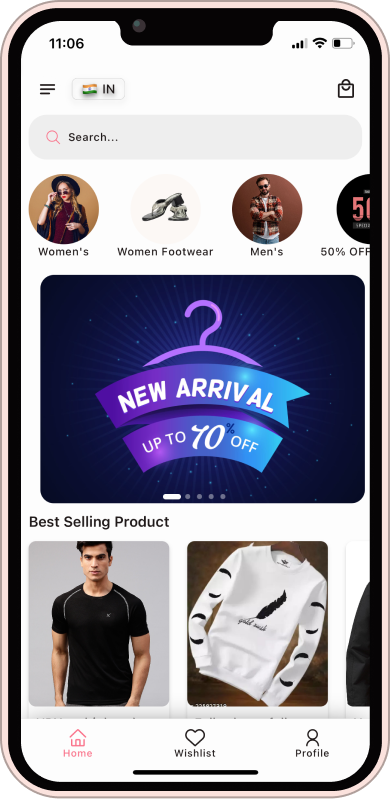 11:06
IN
Search...
Women's
Women Footwear
Men's
50% OFF
NEW ARRIVAL
UP TO 70% OFF
Best Selling Product
Home
Wishlist
Profile